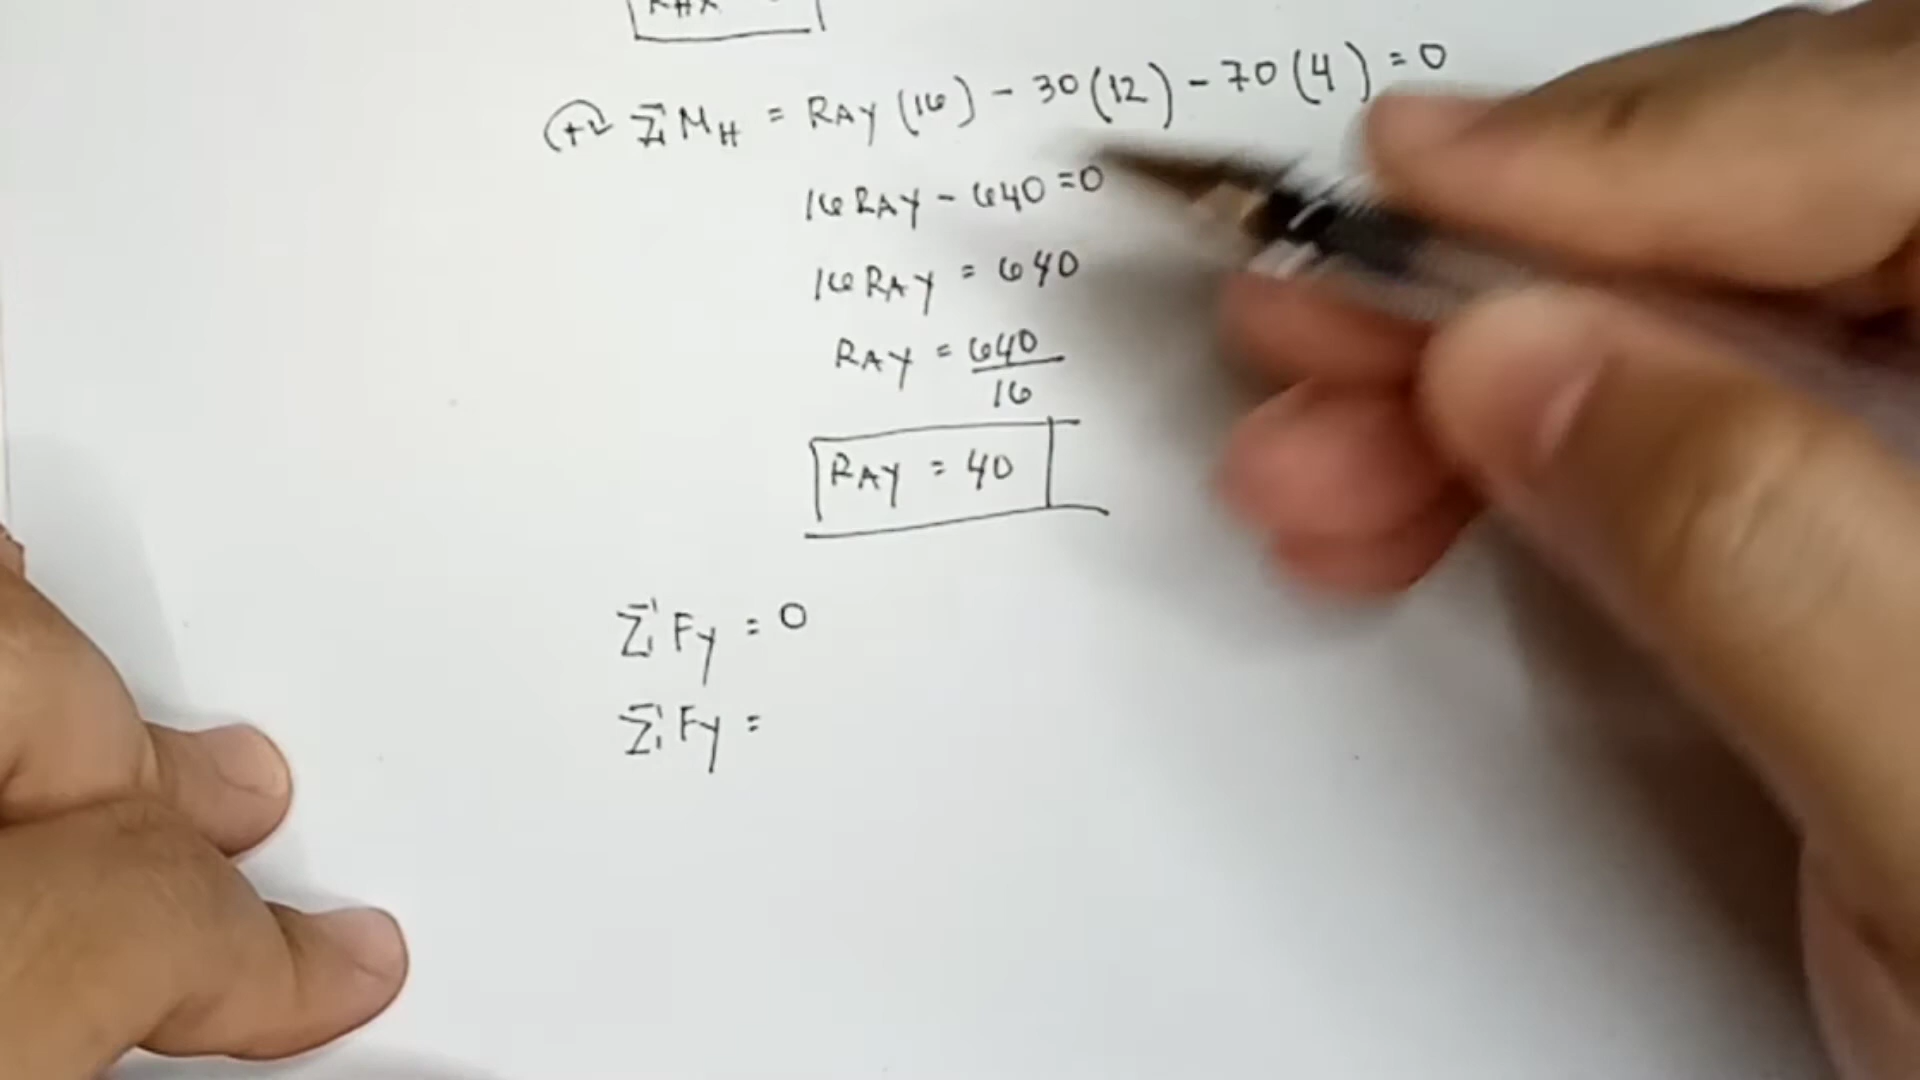 (+ ΣM_H = RAY (16) - 30 (12) - 70 (4) = 0
16 RAY - 640 = 0
16 RAY = 640
RAY = 640/16
RAY = 40
ΣFy = 0
ΣFy =